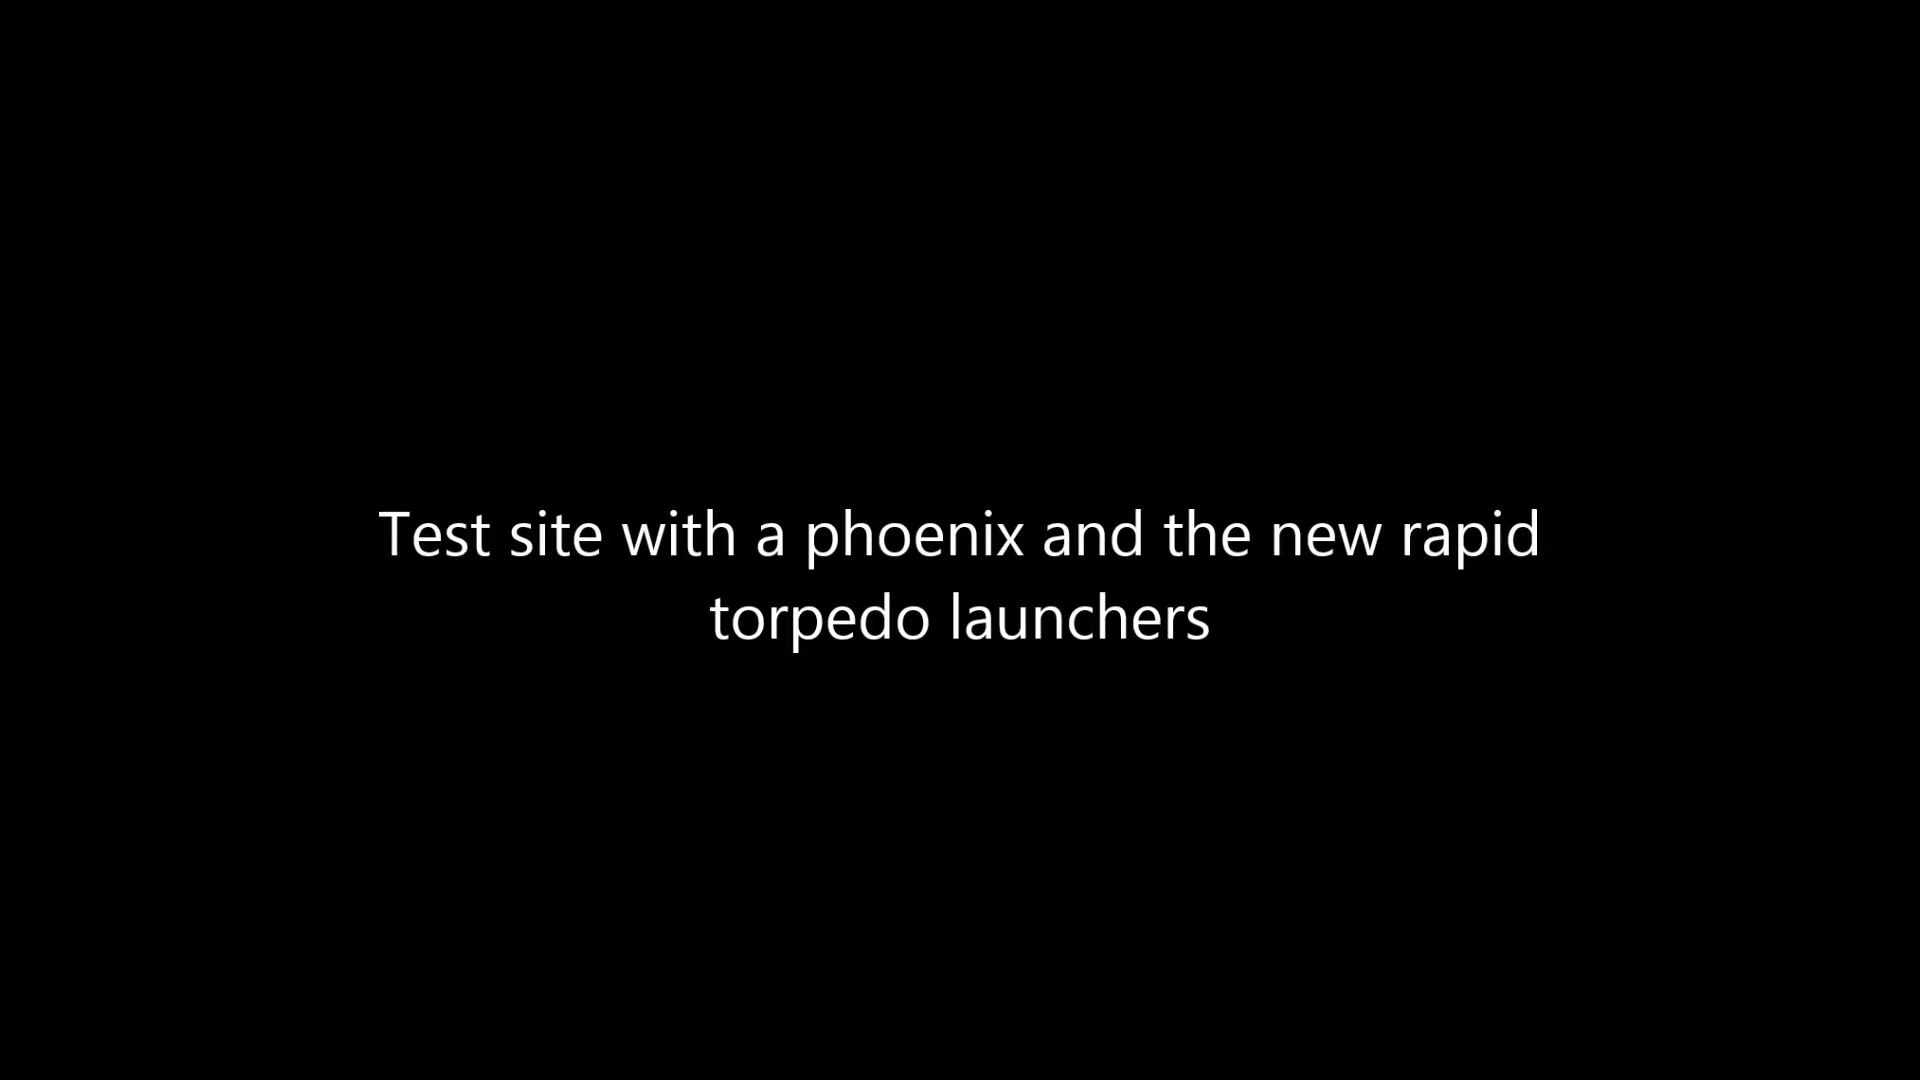 Test site with a phoenix and the new rapid
torpedo launchers